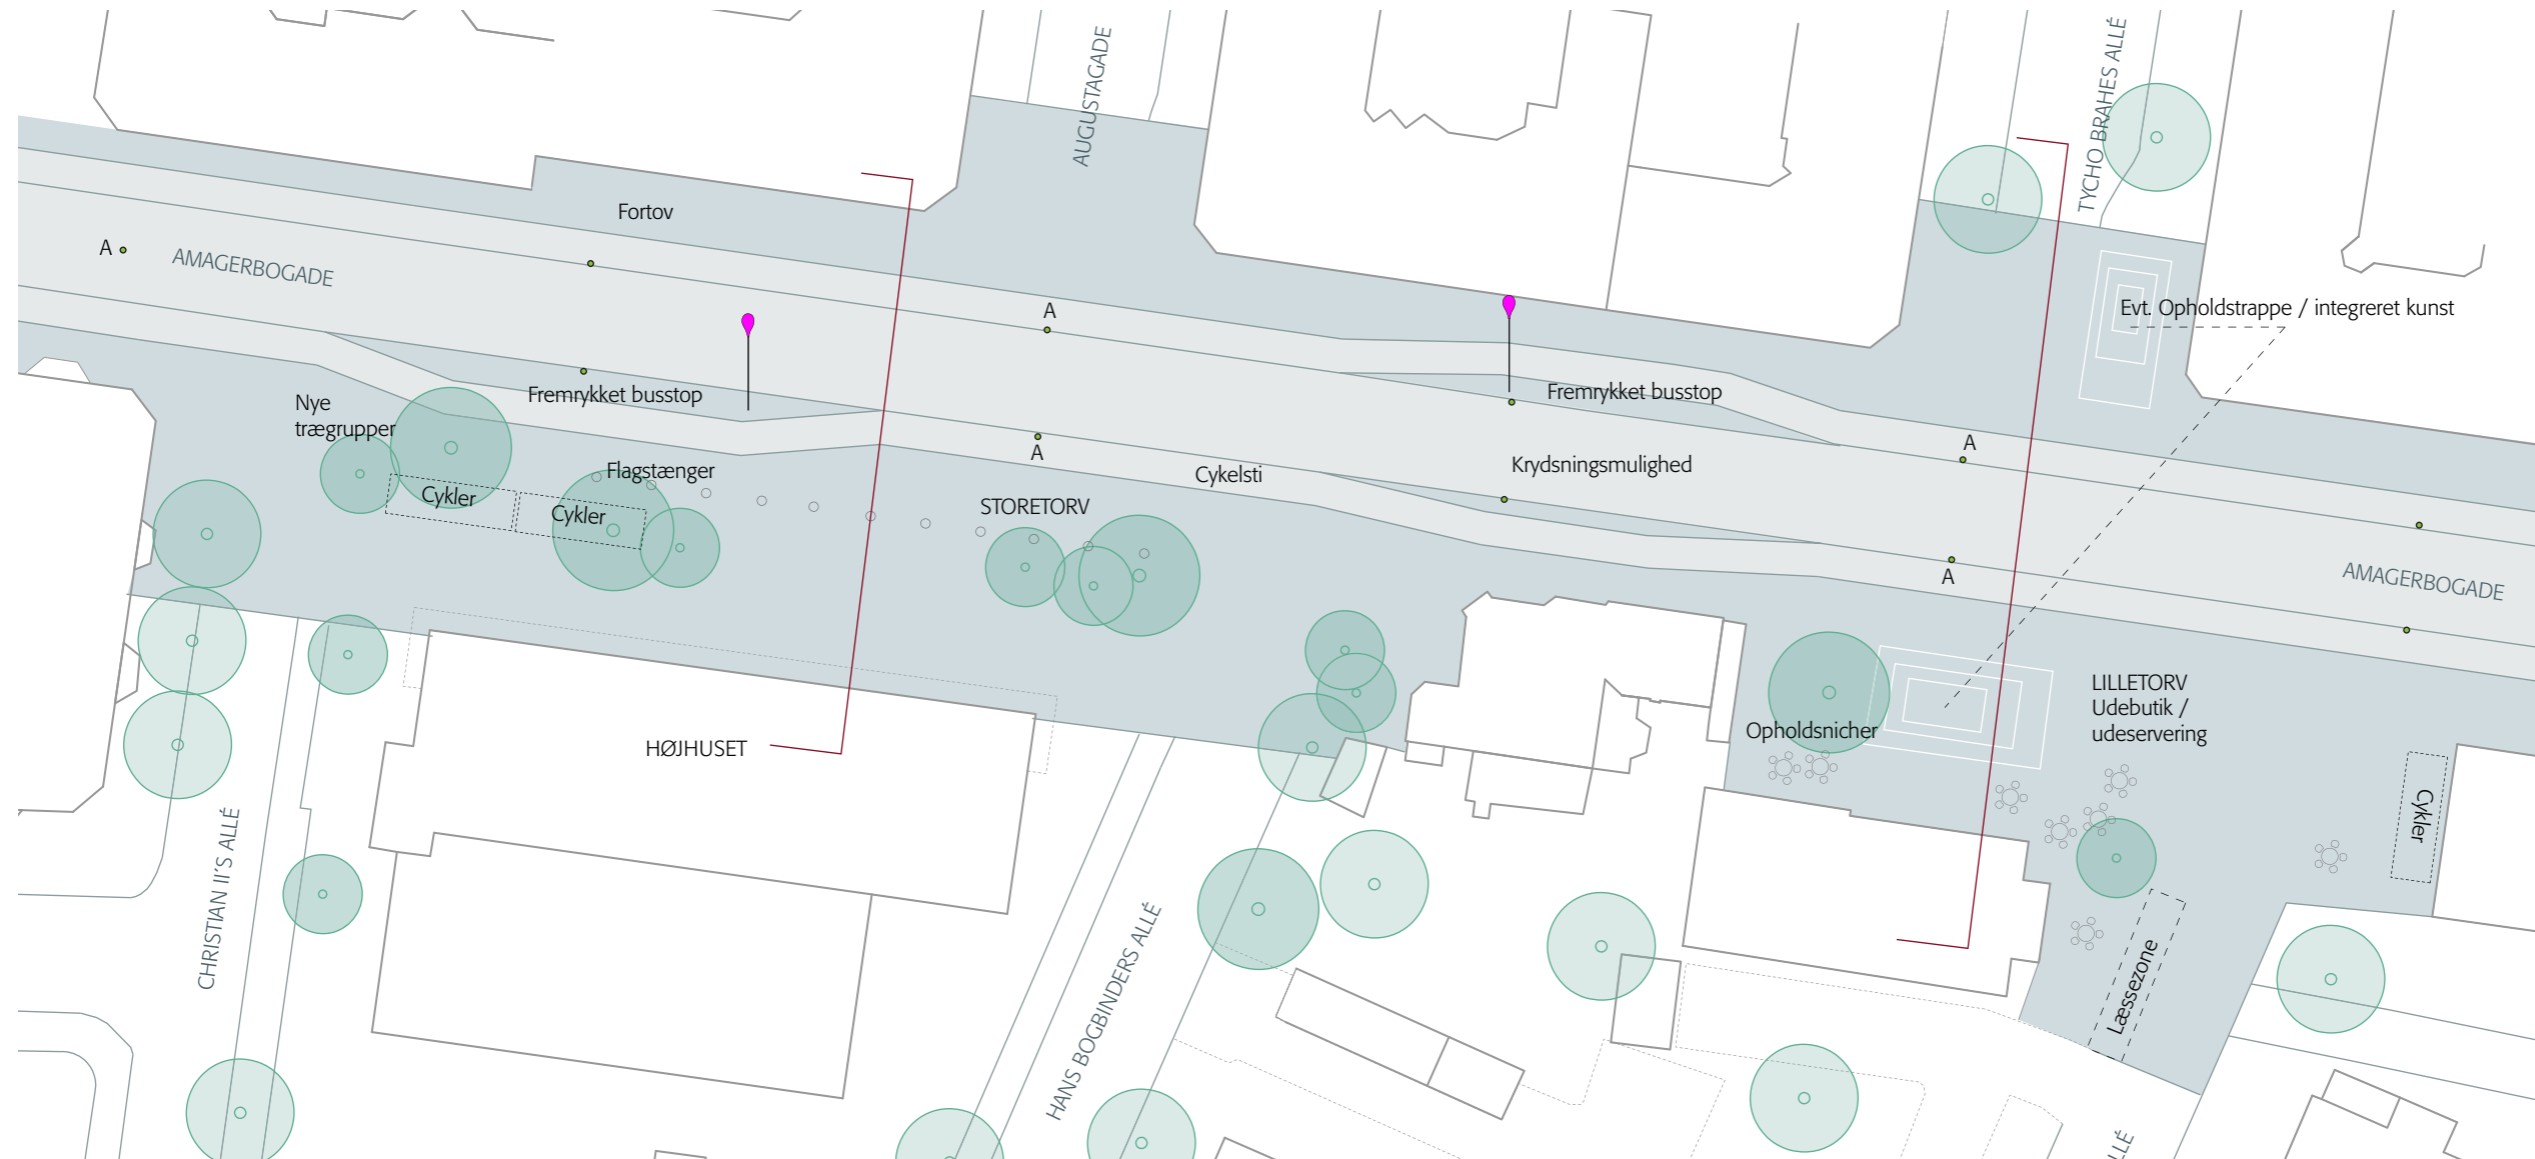 AUGUSTAGADE
TYCHO BRAHES ALLÉ
Fortov
A
AMAGERBOGADE
A
Evt. Opholdstrappe / integreret kunst
Nye
trægrupper
Fremrykket busstop
Fremrykket busstop
A
A
Flagstænger
Cykelsti
Krydsningsmulighed
Cykler
Cykler
STORETORV
A
AMAGERBOGADE
LILLETORV
Udebutik /
udeservering
Opholdsnicher
HØJHUSET
Cykler
CHRISTIAN II'S ALLÉ
HANS BOGBINDERS ALLÉ
Læssezone
LLÉ